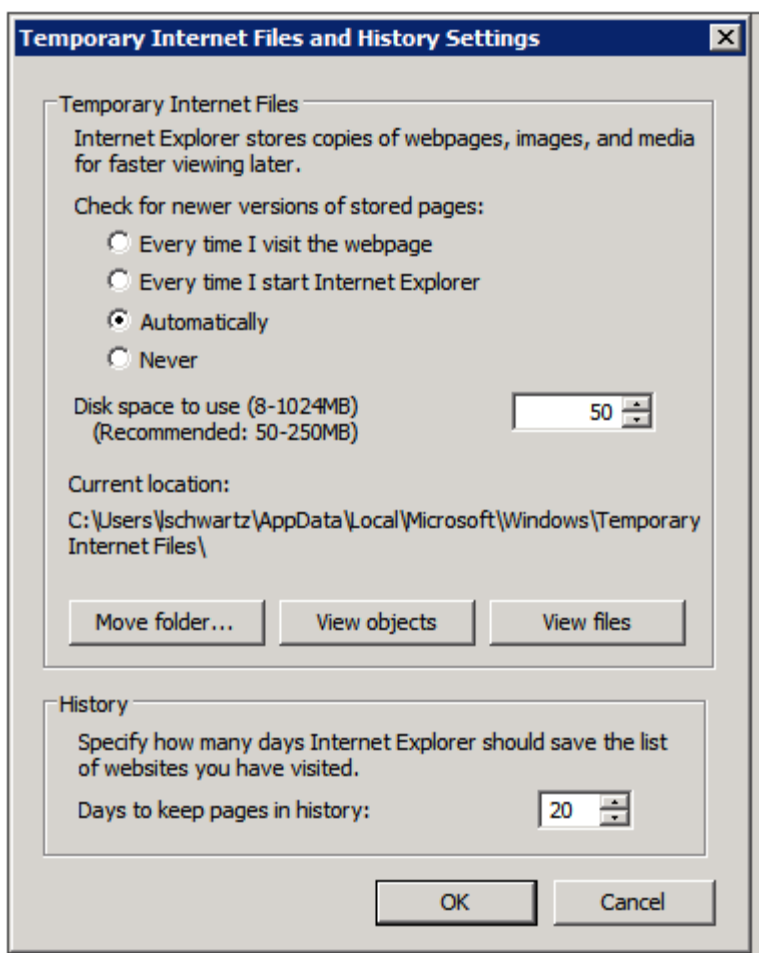 Temporary Internet Files and History Settings
Temporary Internet Files
Internet Explorer stores copies of webpages, images, and media
for faster viewing later.
Check for newer versions of stored pages:
Every time I visit the webpage
Every time I start Internet Explorer
Automatically
Never
Disk space to use (8-1024MB)
(Recommended: 50-250MB)
50
Current location:
C:\Users\lschwartz\AppData\Local\Microsoft\Windows\Temporary
Internet Files\
Move folder... View objects View files
History
Specify how many days Internet Explorer should save the list
of websites you have visited.
Days to keep pages in history: 20
OK Cancel